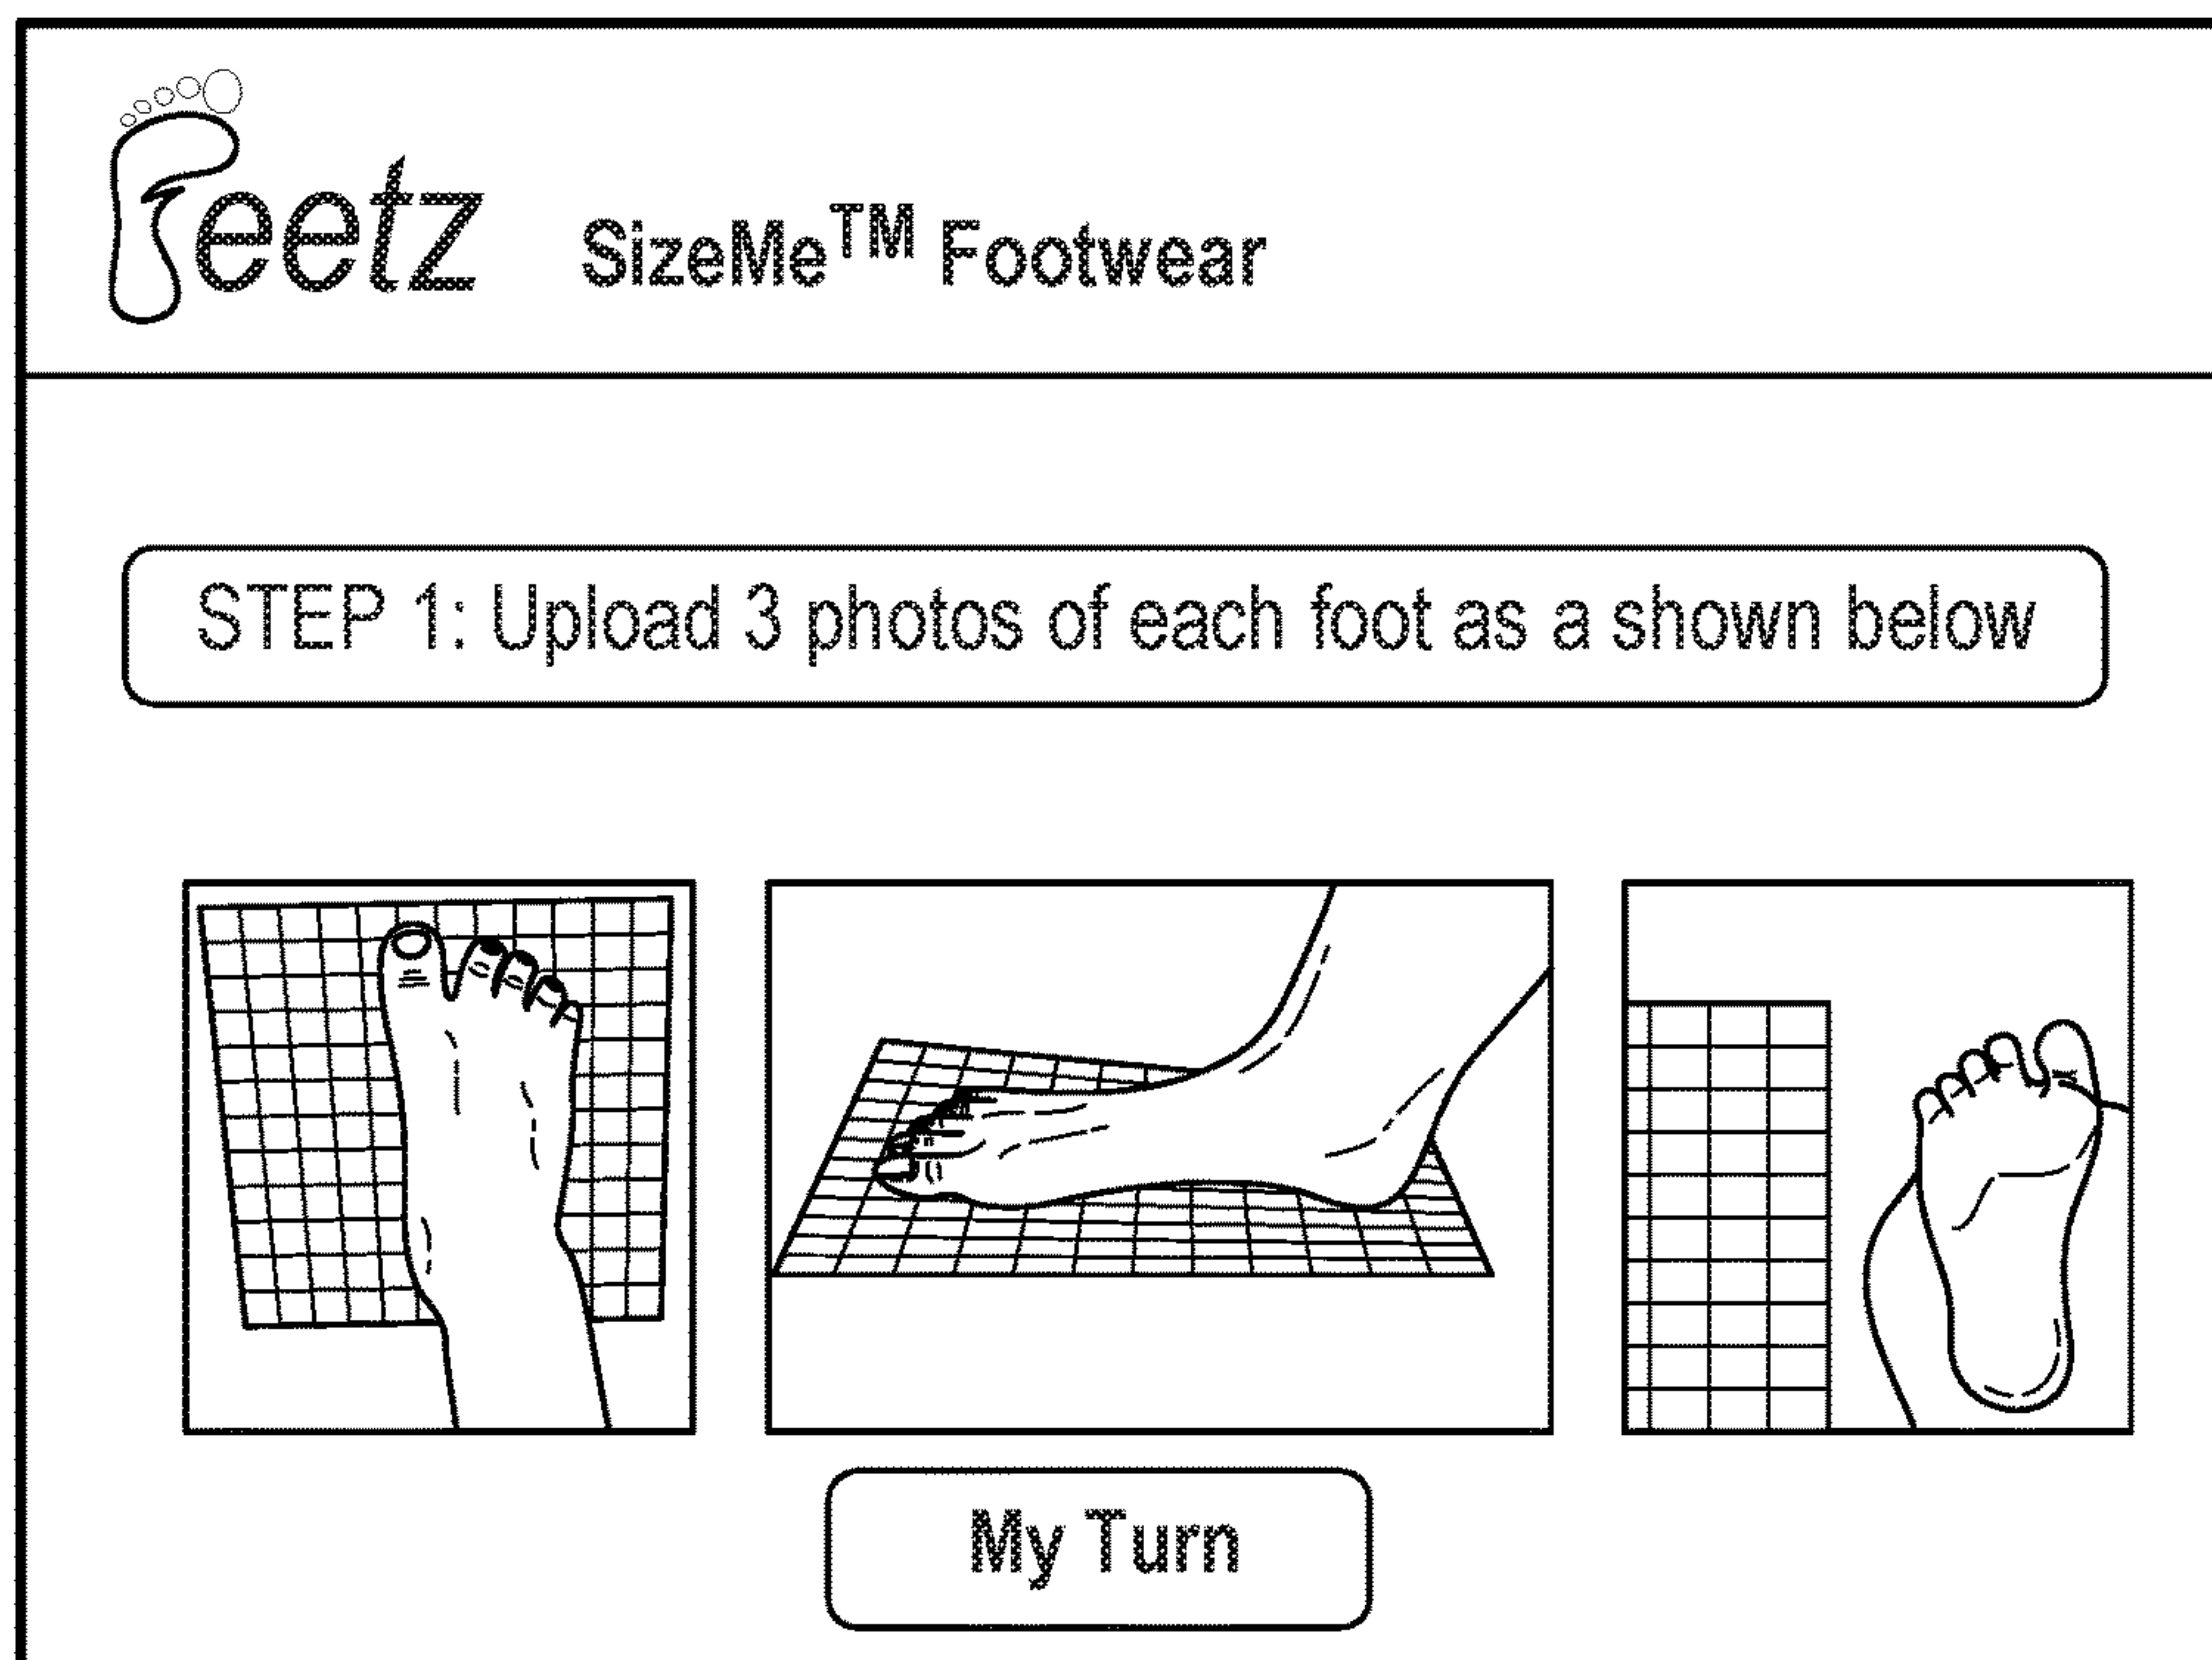 Feetz SizeMe™ Footwear
STEP 1: Upload 3 photos of each foot as a shown below
My Turn